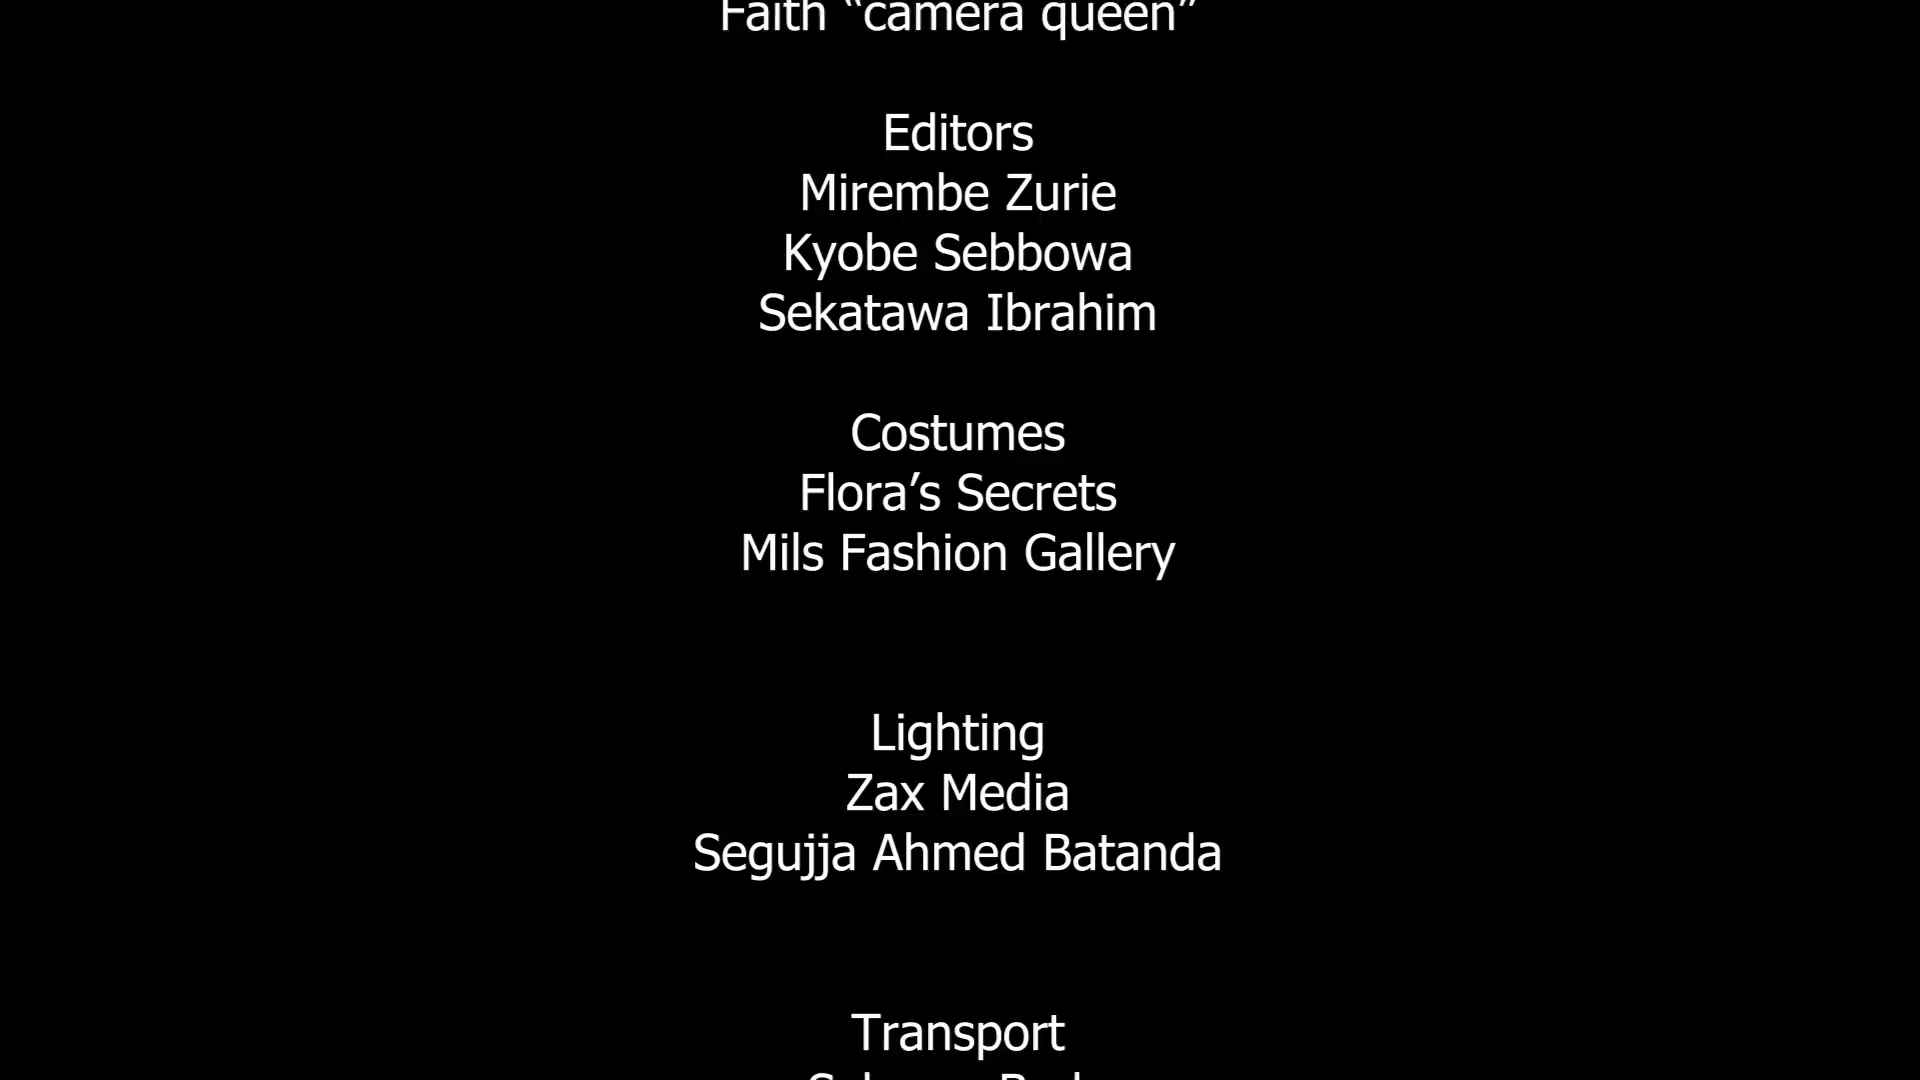 Faith “camera queen”
Editors
Mirembe Zurie
Kyobe Sebbowa
Sekatawa Ibrahim
Costumes
Flora’s Secrets
Mils Fashion Gallery
Lighting
Zax Media
Segujja Ahmed Batanda
Transport